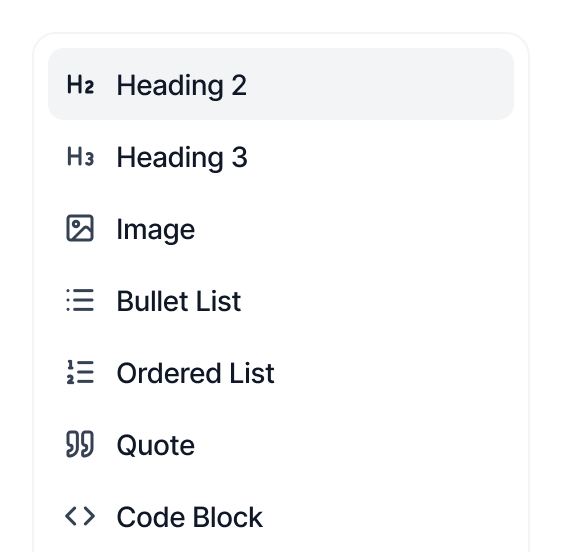 H2 Heading 2
H3 Heading 3
Image
Bullet List
Ordered List
Quote
Code Block